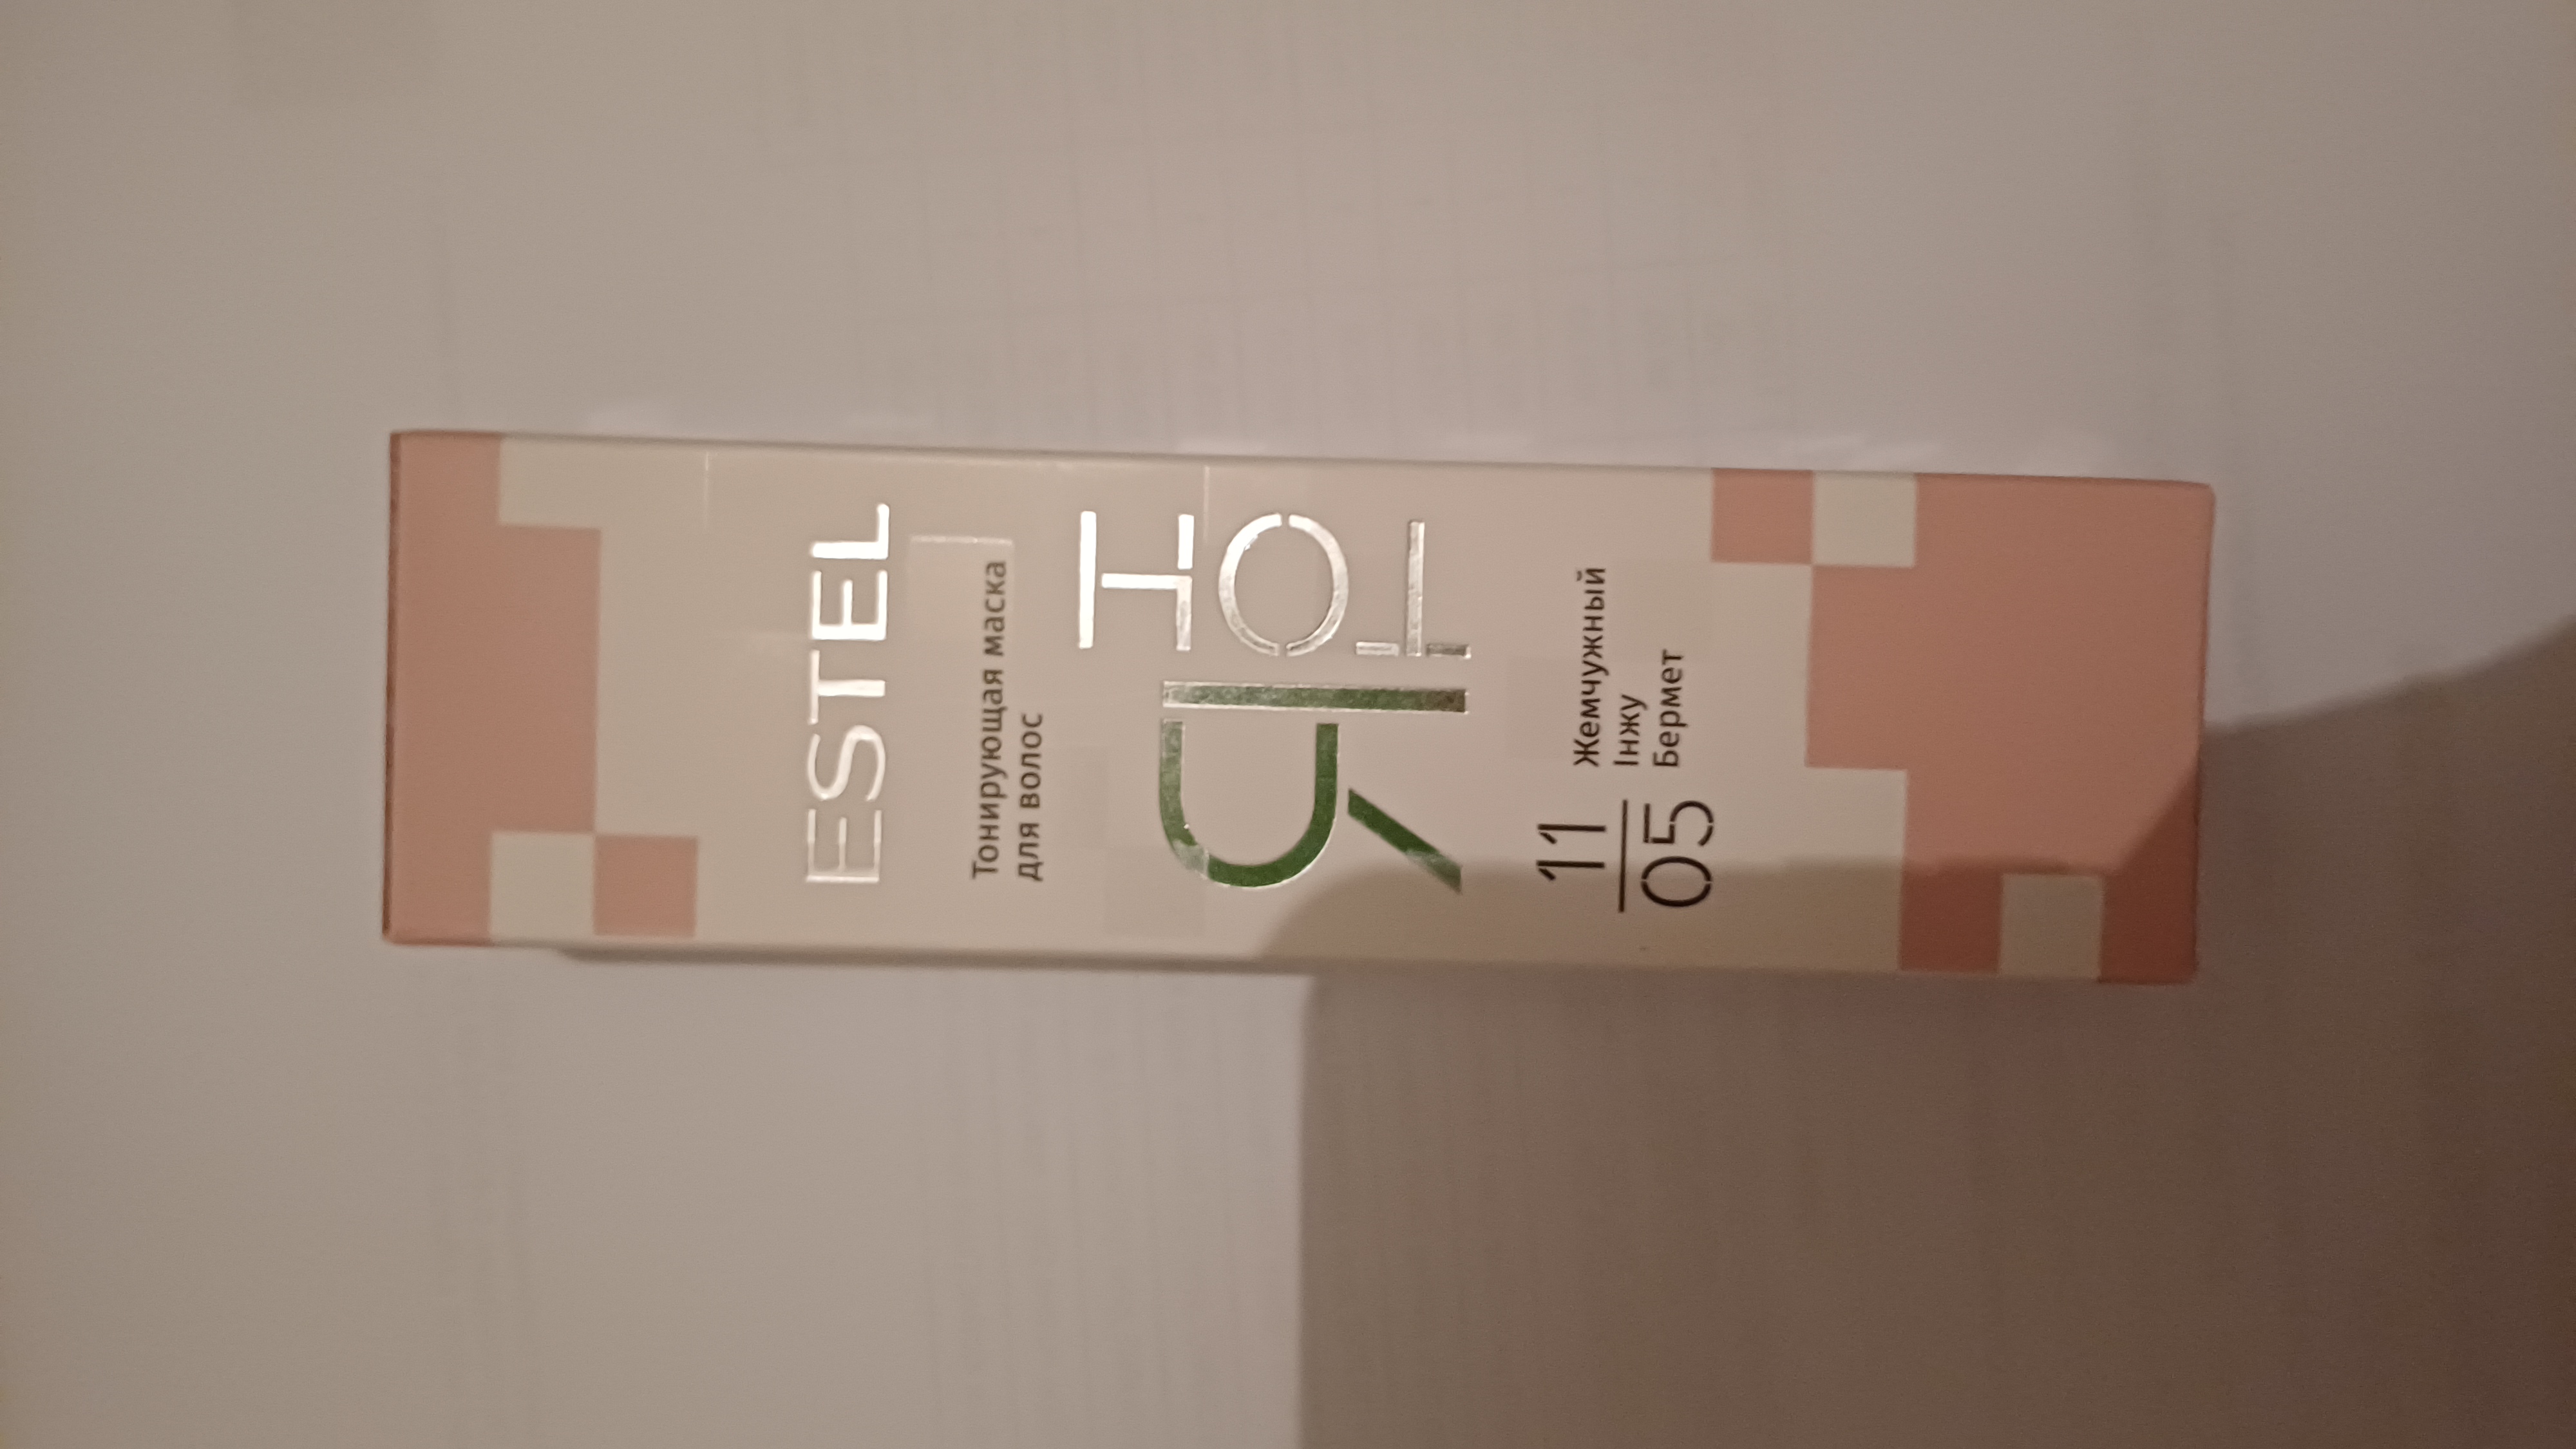 ESTEL
Тонирующая маска
для волос
Я ТОН
11
05
Жемчужный
Інжу
Бермет